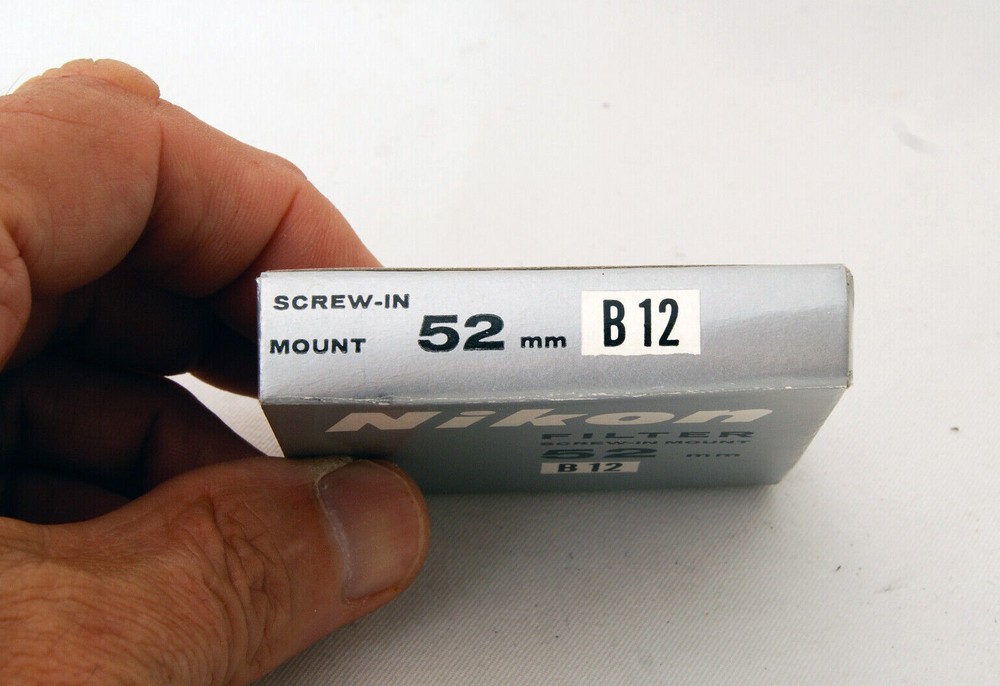 SCREW-IN
MOUNT 52 mm B 12
Nikon
FILTER
SCREW-IN MOUNT
52 mm
B 12